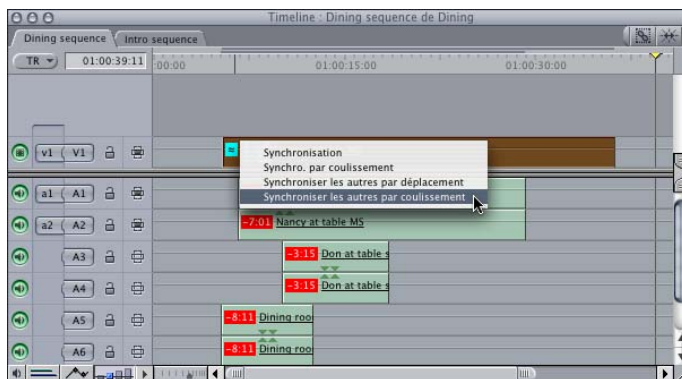 Timeline : Dining sequence de Dining
Dining sequence
Intro sequence
TR
01:00:39:11
:00:00
01:00:15:00
01:00:30:00
v1
V1
Synchronisation
Synchro. par coulissement
Synchroniser les autres par déplacement
Synchroniser les autres par coulissement
a1
A1
a2
A2
-7:01
Nancy at table MS
A3
-3:15
Don at table s
A4
-3:15
Don at table s
A5
-8:11
Dining roo
A6
-8:11
Dining roo